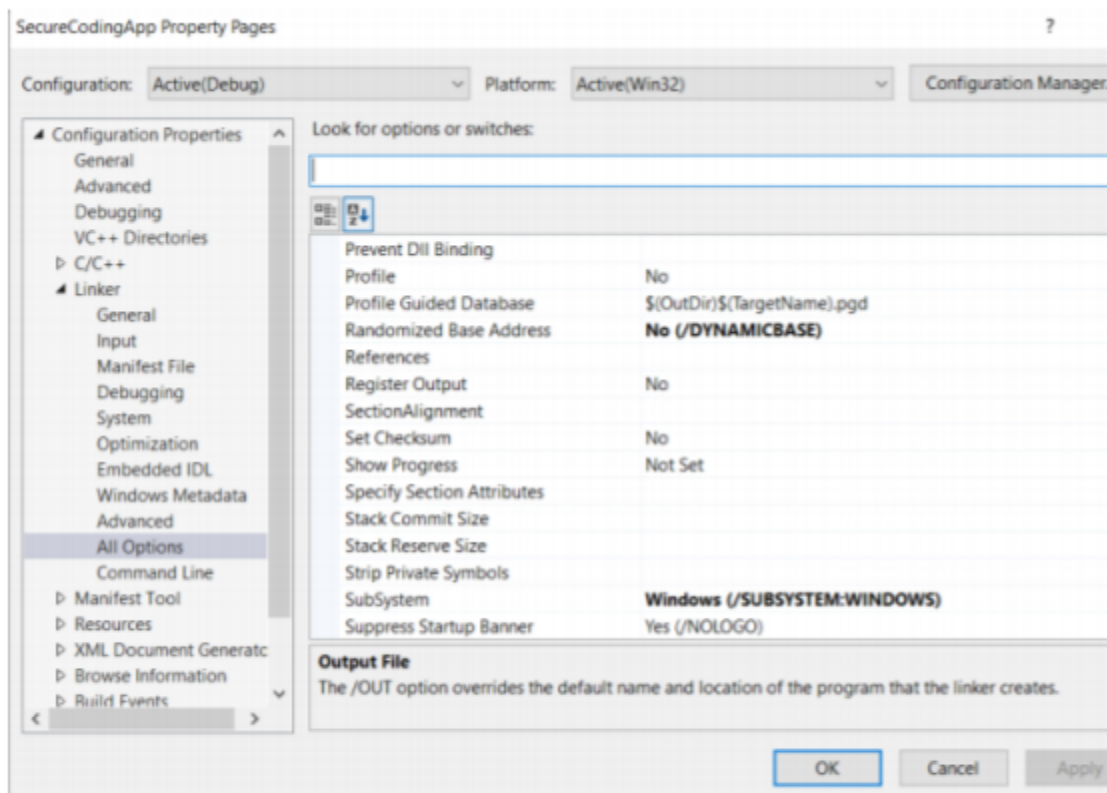 SecureCodingApp Property Pages ?
Configuration: Active(Debug) Platform: Active(Win32) Configuration Manager
Configuration Properties
General
Advanced
Debugging
VC++ Directories
C/C++
Linker
General
Input
Manifest File
Debugging
System
Optimization
Embedded IDL
Windows Metadata
Advanced
All Options
Command Line
Manifest Tool
Resources
XML Document Generatc
Browse Information
Build Events
Look for options or switches:
Prevent Dll Binding
Profile No
Profile Guided Database $(OutDir)$(TargetName).pgd
Randomized Base Address No (/DYNAMICBASE)
References
Register Output No
SectionAlignment
Set Checksum No
Show Progress Not Set
Specify Section Attributes
Stack Commit Size
Stack Reserve Size
Strip Private Symbols
SubSystem Windows (/SUBSYSTEM:WINDOWS)
Suppress Startup Banner Yes (/NOLOGO)
Output File
The /OUT option overrides the default name and location of the program that the linker creates.
OK Cancel Apply